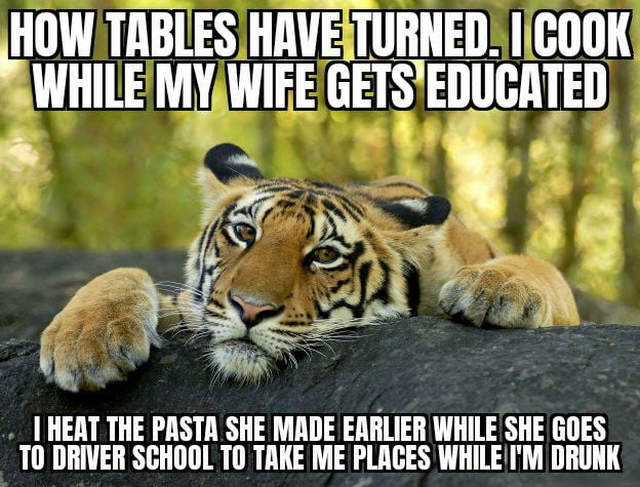 HOW TABLES HAVE TURNED. I COOK
WHILE MY WIFE GETS EDUCATED
I HEAT THE PASTA SHE MADE EARLIER WHILE SHE GOES
TO DRIVER SCHOOL TO TAKE ME PLACES WHILE I'M DRUNK